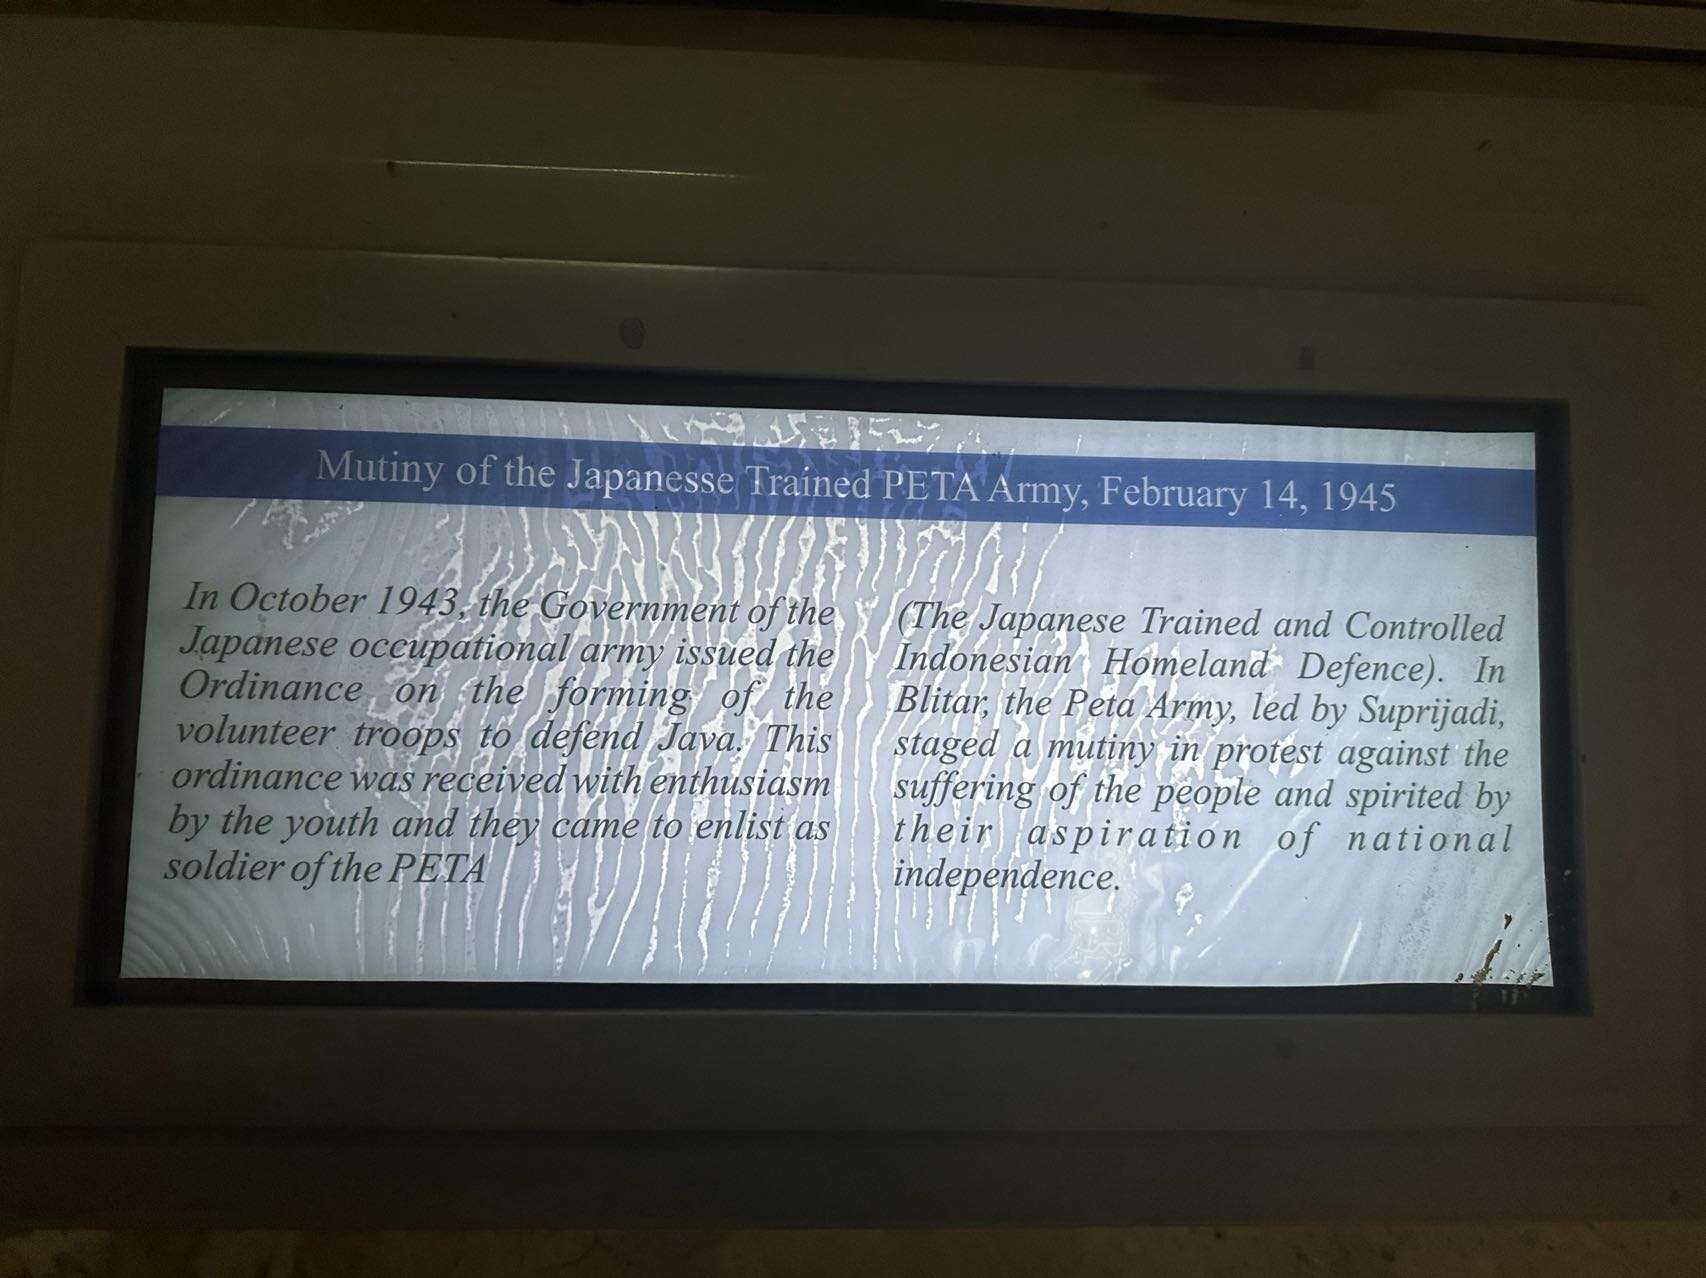 Mutiny of the Japanesse Trained PETA Army, February 14, 1945
In October 1943, the Government of the
Japanese occupational army issued the
Ordinance on the forming of the
volunteer troops to defend Java. This
ordinance was received with enthusiasm
by the youth and they came to enlist as
soldier of the PETA
(The Japanese Trained and Controlled
Indonesian Homeland Defence). In
Blitar, the Peta Army, led by Suprijadi,
staged a mutiny in protest against the
suffering of the people and spirited by
their aspiration of national
independence.